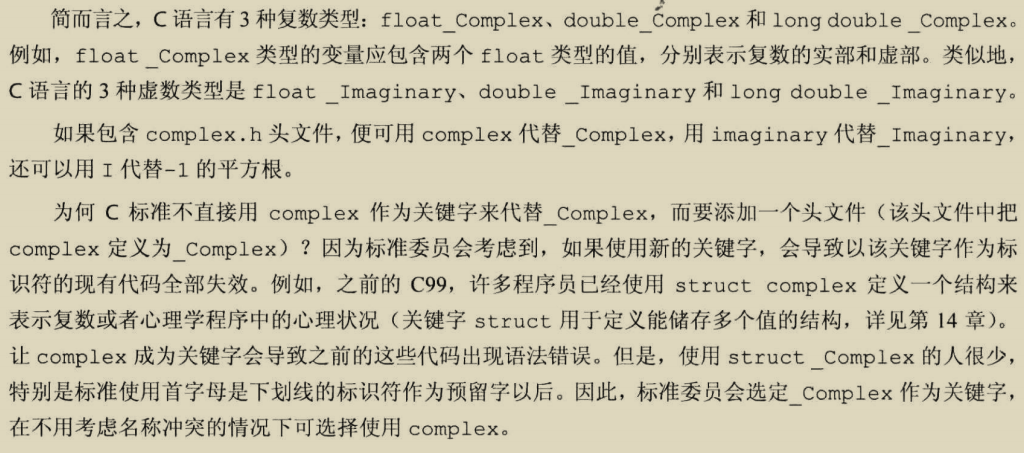 简而言之，C 语言有 3 种复数类型：float_Complex、double_Complex 和 long double _Complex。
例如，float _Complex 类型的变量应包含两个 float 类型的值，分别表示复数的实部和虚部。类似地，
C 语言的 3 种虚数类型是 float _Imaginary、double _Imaginary 和 long double _Imaginary。
如果包含 complex.h 头文件，便可用 complex 代替_Complex，用 imaginary 代替_Imaginary，
还可以用 I 代替-1 的平方根。
为何 C 标准不直接用 complex 作为关键字来代替_Complex，而要添加一个头文件（该头文件中把
complex 定义为_Complex）？因为标准委员会考虑到，如果使用新的关键字，会导致以该关键字作为标
识符的现有代码全部失效。例如，之前的 C99，许多程序员已经使用 struct complex 定义一个结构来
表示复数或者心理学程序中的心理状况（关键字 struct 用于定义能储存多个值的结构，详见第 14 章）。
让 complex 成为关键字会导致之前的这些代码出现语法错误。但是，使用 struct _Complex 的人很少，
特别是标准使用首字母是下划线的标识符作为预留字以后。因此，标准委员会选定_Complex 作为关键字，
在不用考虑名称冲突的情况下可选择使用 complex。